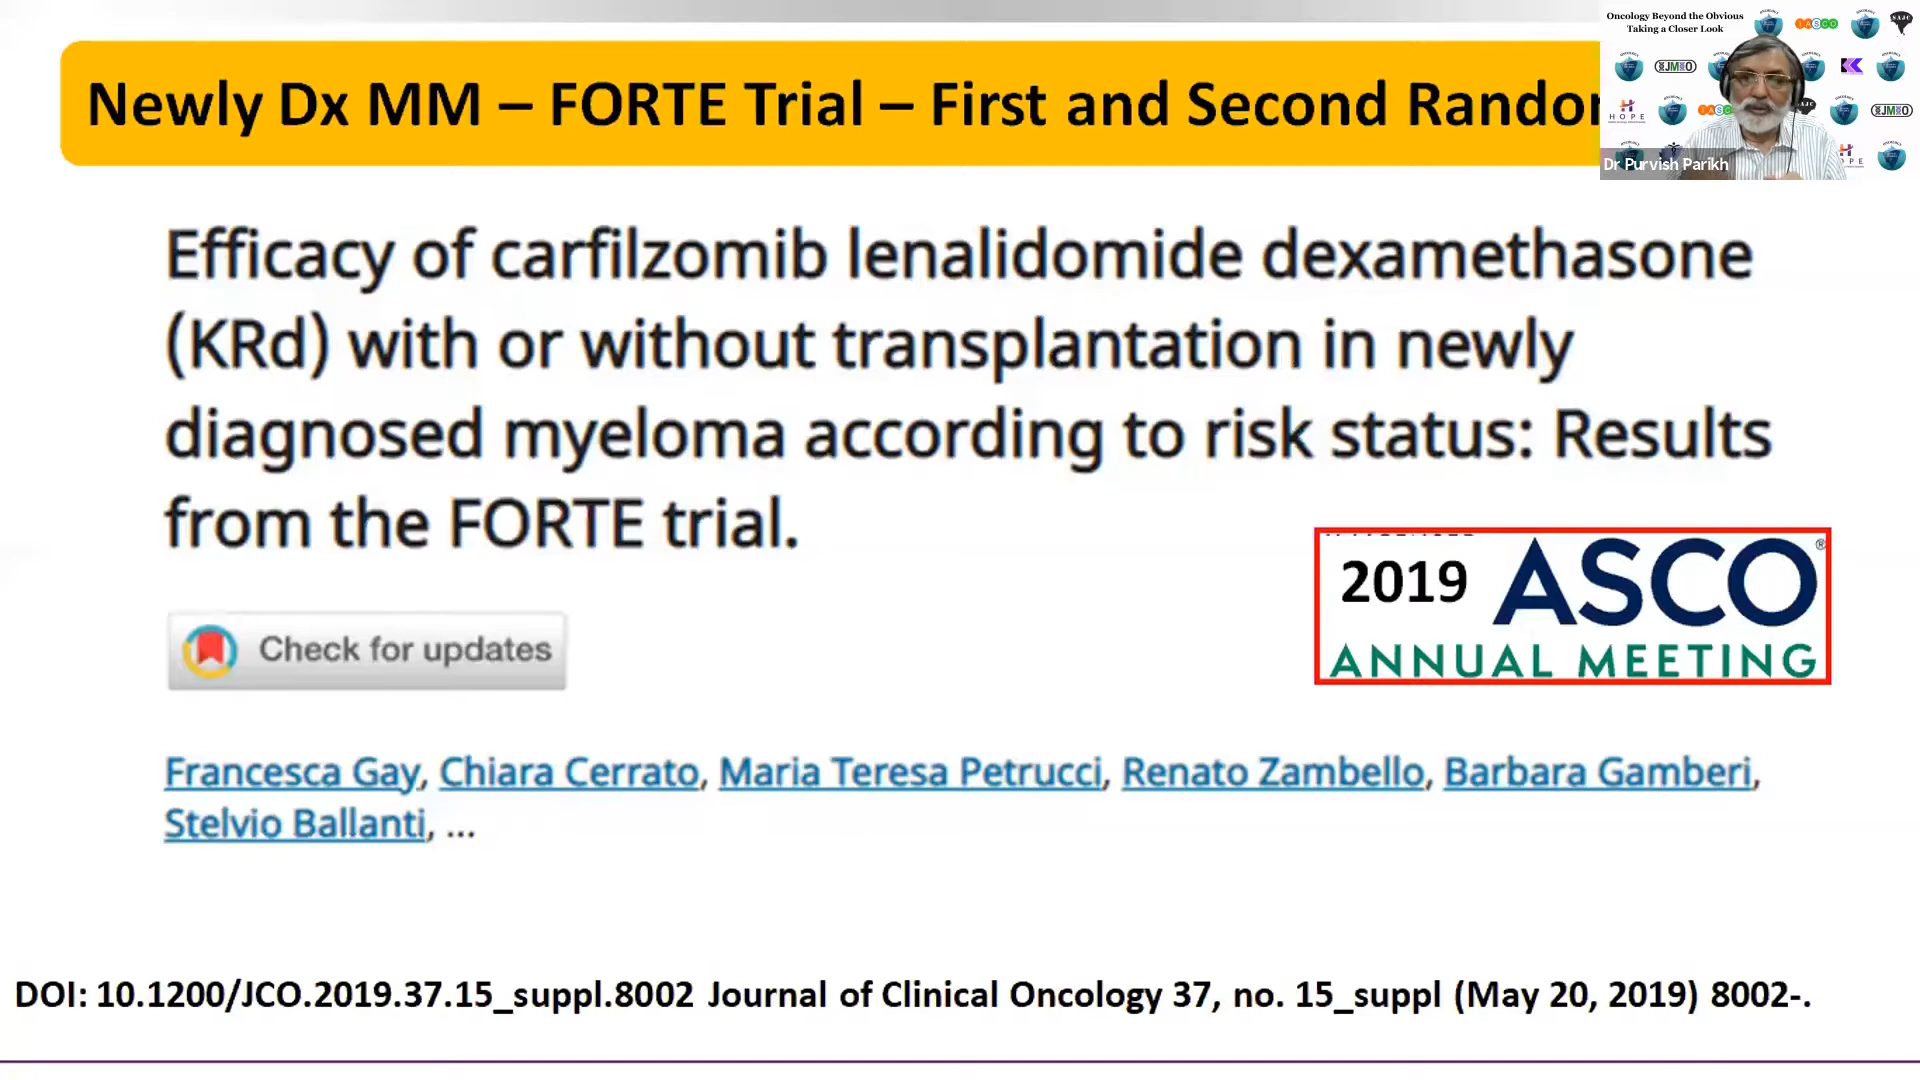 Newly Dx MM – FORTE Trial – First and Second
Oncology Beyond the Obvious
Taking a Closer Look
IASCO
SAJC
IJMIO
HOPE
Dr Purvish Parikh
Efficacy of carfilzomib lenalidomide dexamethasone
(KRd) with or without transplantation in newly
diagnosed myeloma according to risk status: Results
from the FORTE trial.
2019 ASCO®
ANNUAL MEETING
Check for updates
Francesca Gay, Chiara Cerrato, Maria Teresa Petrucci, Renato Zambello, Barbara Gamberi,
Stelvio Ballanti, ...
DOI: 10.1200/JCO.2019.37.15_suppl.8002 Journal of Clinical Oncology 37, no. 15_suppl (May 20, 2019) 8002-.